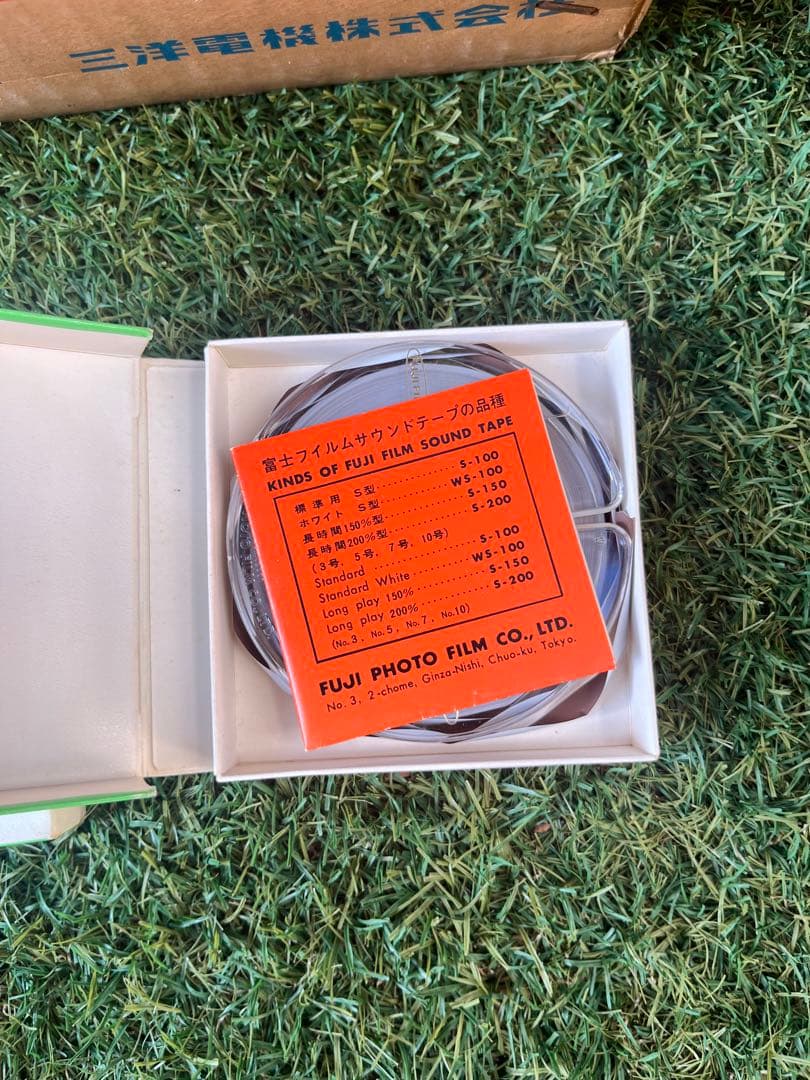 三洋電機株式会社
富士フイルムサウンドテープの品種
KINDS OF FUJI FILM SOUND TAPE
標準用 S型 S-100
ホワイト S型 WS-100
長時間150%型 S-150
長時間200%型 S-200
(3号, 5号, 7号, 10号)
Standard S-100
Standard White WS-100
Long play 150% S-150
Long play 200% S-200
(No.3, No.5, No.7, No.10)
FUJI PHOTO FILM CO., LTD.
No. 3, 2-chome, Ginza-Nishi, Chuo-ku, Tokyo.